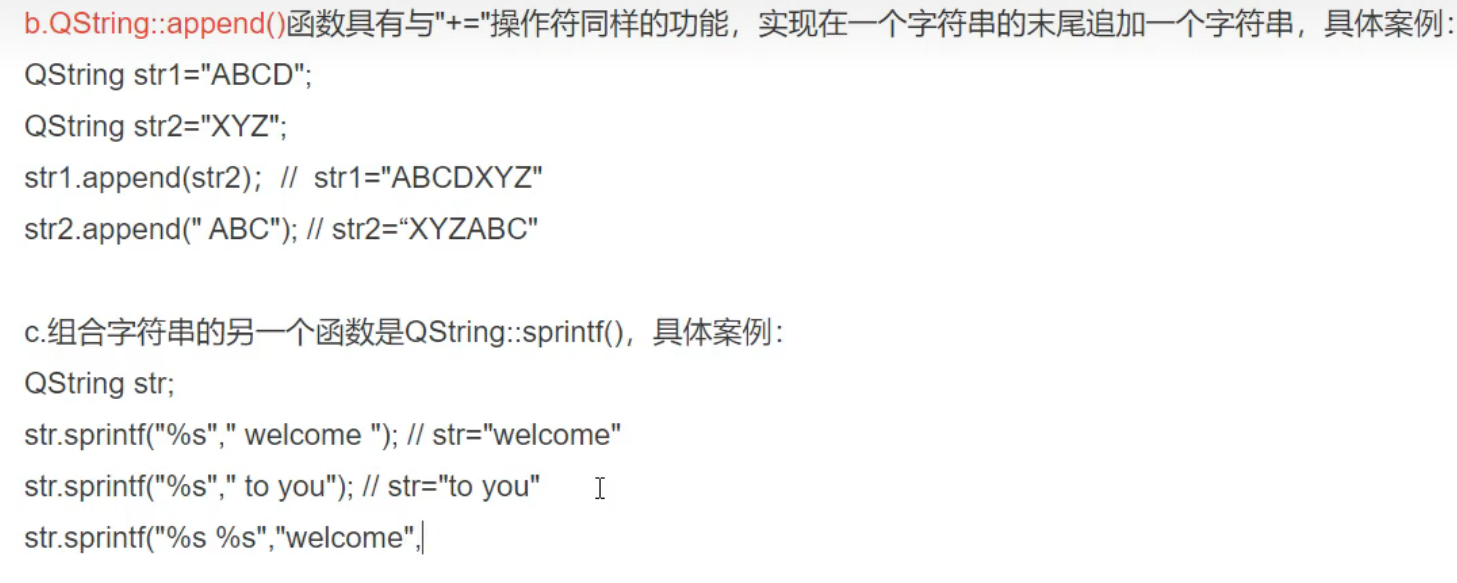 b.QString::append()函数具有与"+="操作符同样的功能，实现在一个字符串的末尾追加一个字符串，具体案例：
QString str1="ABCD";
QString str2="XYZ";
str1.append(str2);  //  str1="ABCDXYZ"
str2.append(" ABC"); // str2=“XYZABC"
c.组合字符串的另一个函数是QString::sprintf()，具体案例：
QString str;
str.sprintf("%s"," welcome "); // str="welcome"
str.sprintf("%s"," to you"); // str="to you"
str.sprintf("%s %s","welcome",